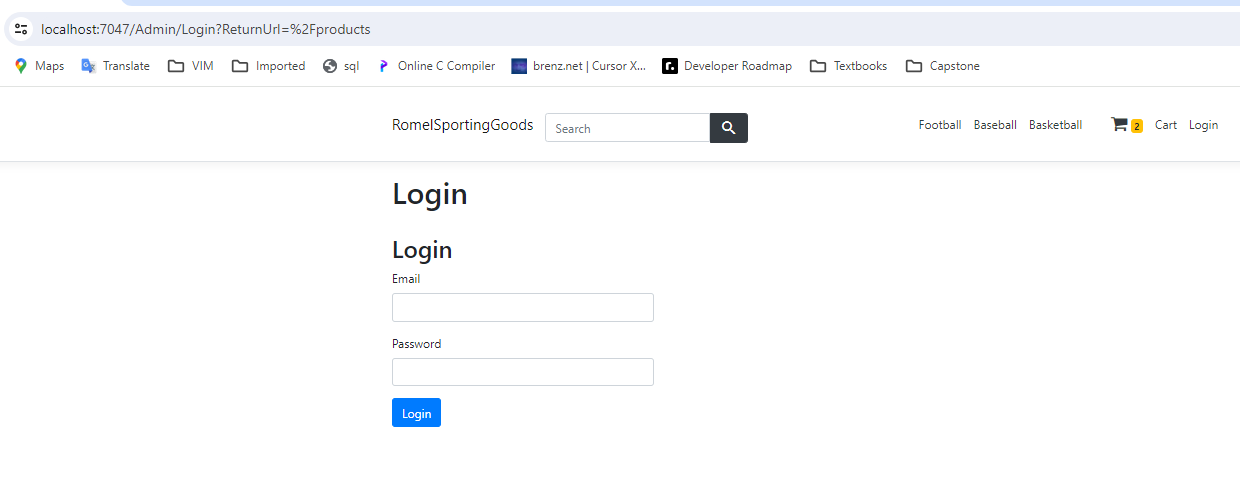 localhost:7047/Admin/Login?ReturnUrl=%2Fproducts
Maps Translate VIM Imported sql Online C Compiler brenz.net | Cursor X... Developer Roadmap Textbooks Capstone
RomelSportingGoods Search Football Baseball Basketball 2 Cart Login
Login
Login
Email
Password
Login